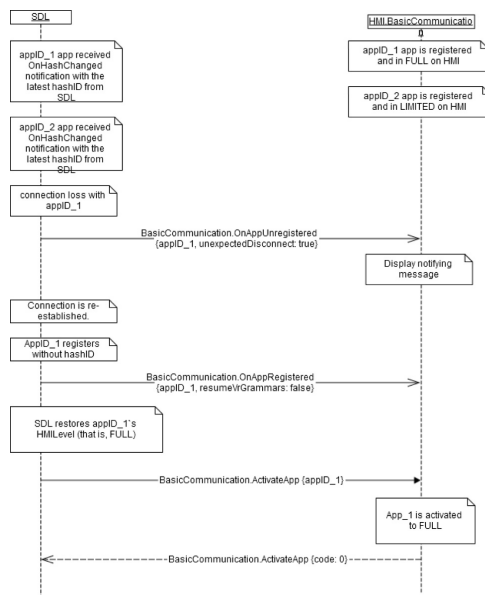 SDL
HMI.BasicCommunicatio
n
appID_1 app received
OnHashChanged
notification with the
latest hashID from
SDL
appID_1 app is registered
and in FULL on HMI
appID_2 app is registered
and in LIMITED on HMI
appID_2 app received
OnHashChanged
notification with the
latest hashID from
SDL
connection loss with
appID_1
BasicCommunication.OnAppUnregistered
{appID_1, unexpectedDisconnect: true}
Display notifying
message
Connection is re-
established.
AppID_1 registers
without hashID
BasicCommunication.OnAppRegistered
{appID_1, resumeVrGrammars: false}
SDL restores appID_1`s
HMILevel (that is, FULL)
BasicCommunication.ActivateApp {appID_1}
App_1 is activated
to FULL
BasicCommunication.ActivateApp {code: 0}